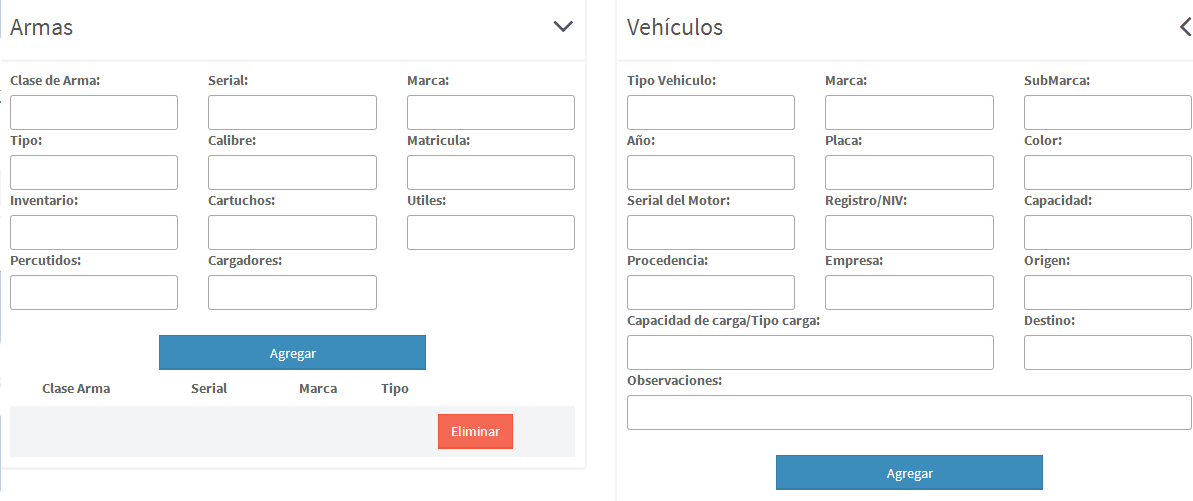 Armas
Clase de Arma: Serial: Marca:
Tipo: Calibre: Matricula:
Inventario: Cartuchos: Utiles:
Percutidos: Cargadores:
Agregar
Clase Arma Serial Marca Tipo
Eliminar
Vehículos
Tipo Vehiculo: Marca: SubMarca:
Año: Placa: Color:
Serial del Motor: Registro/NIV: Capacidad:
Procedencia: Empresa: Origen:
Capacidad de carga/Tipo carga: Destino:
Observaciones:
Agregar